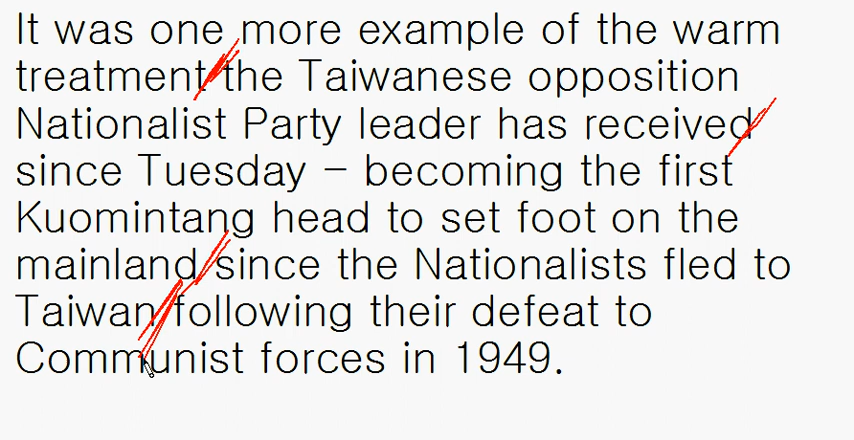 It was one more example of the warm
treatment the Taiwanese opposition
Nationalist Party leader has received
since Tuesday – becoming the first
Kuomintang head to set foot on the
mainland since the Nationalists fled to
Taiwan following their defeat to
Communist forces in 1949.